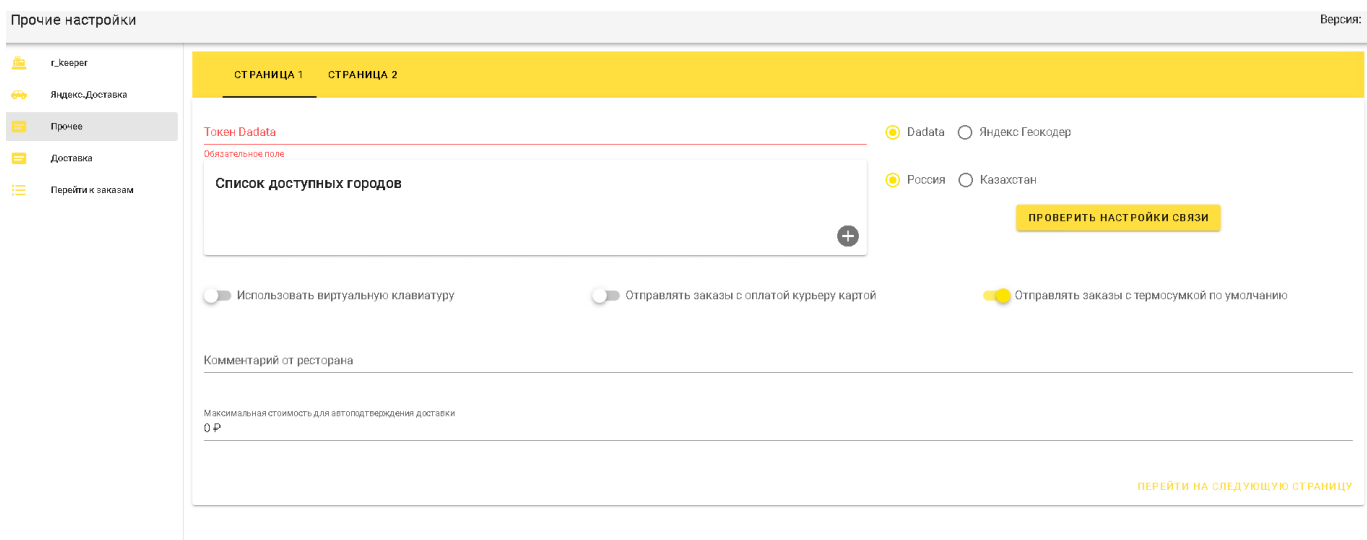 Прочие настройки
Версия:
r_keeper
Яндекс.Доставка
Прочее
Доставка
Перейти к заказам
СТРАНИЦА 1 СТРАНИЦА 2
Токен Dadata
Обязательное поле
Dadata Яндекс Геокодер
Список доступных городов
Россия Казахстан
ПРОВЕРИТЬ НАСТРОЙКИ СВЯЗИ
Использовать виртуальную клавиатуру
Отправлять заказы с оплатой курьеру картой
Отправлять заказы с термосумкой по умолчанию
Комментарий от ресторана
Максимальная стоимость для автоподтверждения доставки
0 ₽
ПЕРЕЙТИ НА СЛЕДУЮЩУЮ СТРАНИЦУ